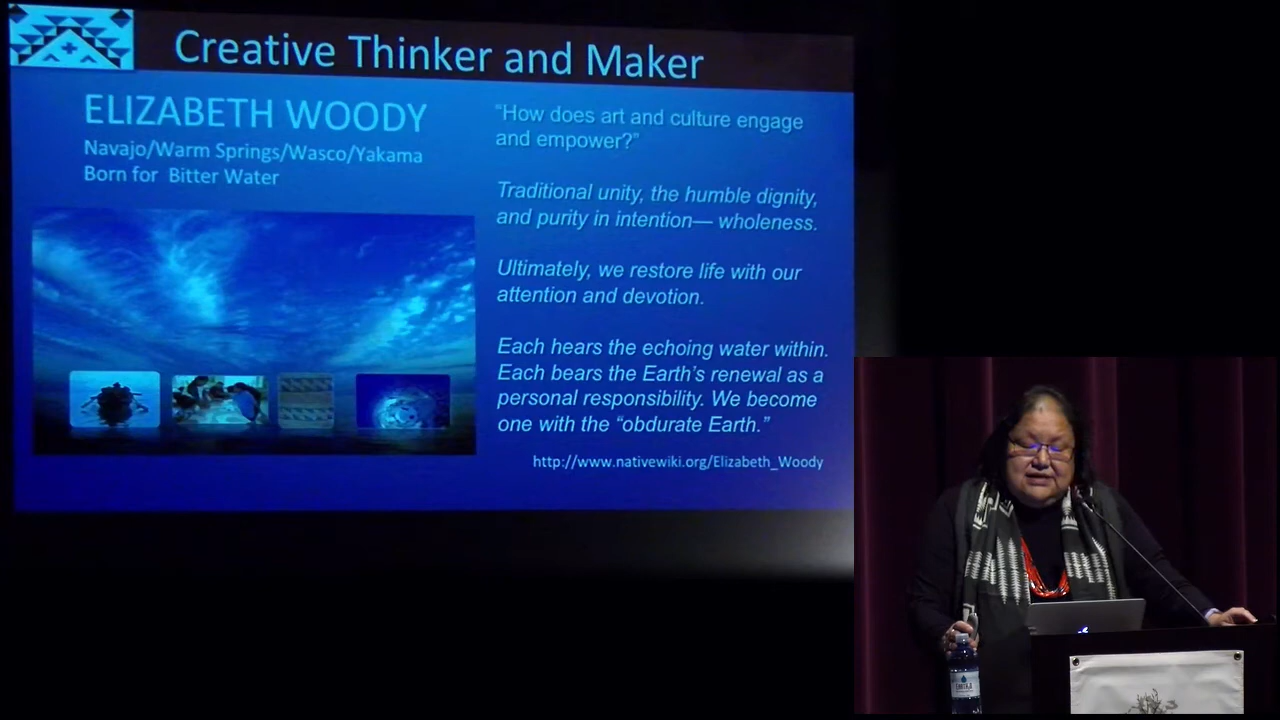 Creative Thinker and Maker
ELIZABETH WOODY
Navajo/Warm Springs/Wasco/Yakama
Born for Bitter Water
“How does art and culture engage
and empower?”
Traditional unity, the humble dignity,
and purity in intention— wholeness.
Ultimately, we restore life with our
attention and devotion.
Each hears the echoing water within.
Each bears the Earth’s renewal as a
personal responsibility. We become
one with the “obdurate Earth.”
http://www.nativewiki.org/Elizabeth_Woody